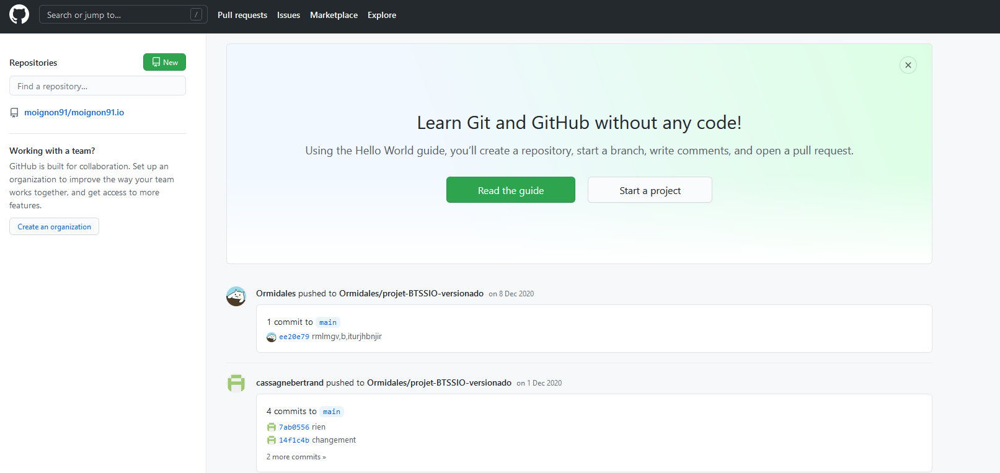 Search or jump to...
/
Pull requests
Issues
Marketplace
Explore
Repositories
New
Find a repository...
moignon91/moignon91.io
Working with a team?
GitHub is built for collaboration. Set up an
organization to improve the way your team
works together, and get access to more
features.
Create an organization
Learn Git and GitHub without any code!
Using the Hello World guide, you’ll create a repository, start a branch, write comments, and open a pull request.
Read the guide
Start a project
Ormidales pushed to Ormidales/projet-BTSSIO-versionado on 8 Dec 2020
1 commit to main
ee20e79 rmlmgv,b,iturjhbnjir
cassagnebertrand pushed to Ormidales/projet-BTSSIO-versionado on 1 Dec 2020
4 commits to main
7ab0556 rien
14f1c4b changement
2 more commits »